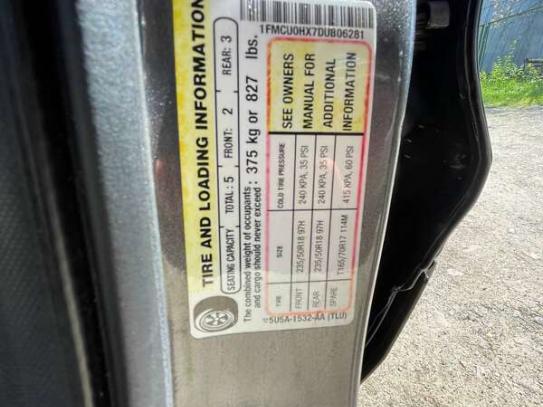 TIRE AND LOADING INFORMATION
SEATING CAPACITY TOTAL: 5 FRONT: 2 REAR: 3
The combined weight of occupants and cargo should never exceed: 375 kg or 827 lbs.
TIRE SIZE COLD TIRE PRESSURE
FRONT 235/50R18 97H 240 KPA, 35 PSI
REAR 235/50R18 97H 240 KPA, 35 PSI
SPARE T165/70R17 114M 415 KPA, 60 PSI
SEE OWNERS
MANUAL FOR
ADDITIONAL
INFORMATION
5U5A-1532-AA (TLU)
1FMCU0HX7DUB06281